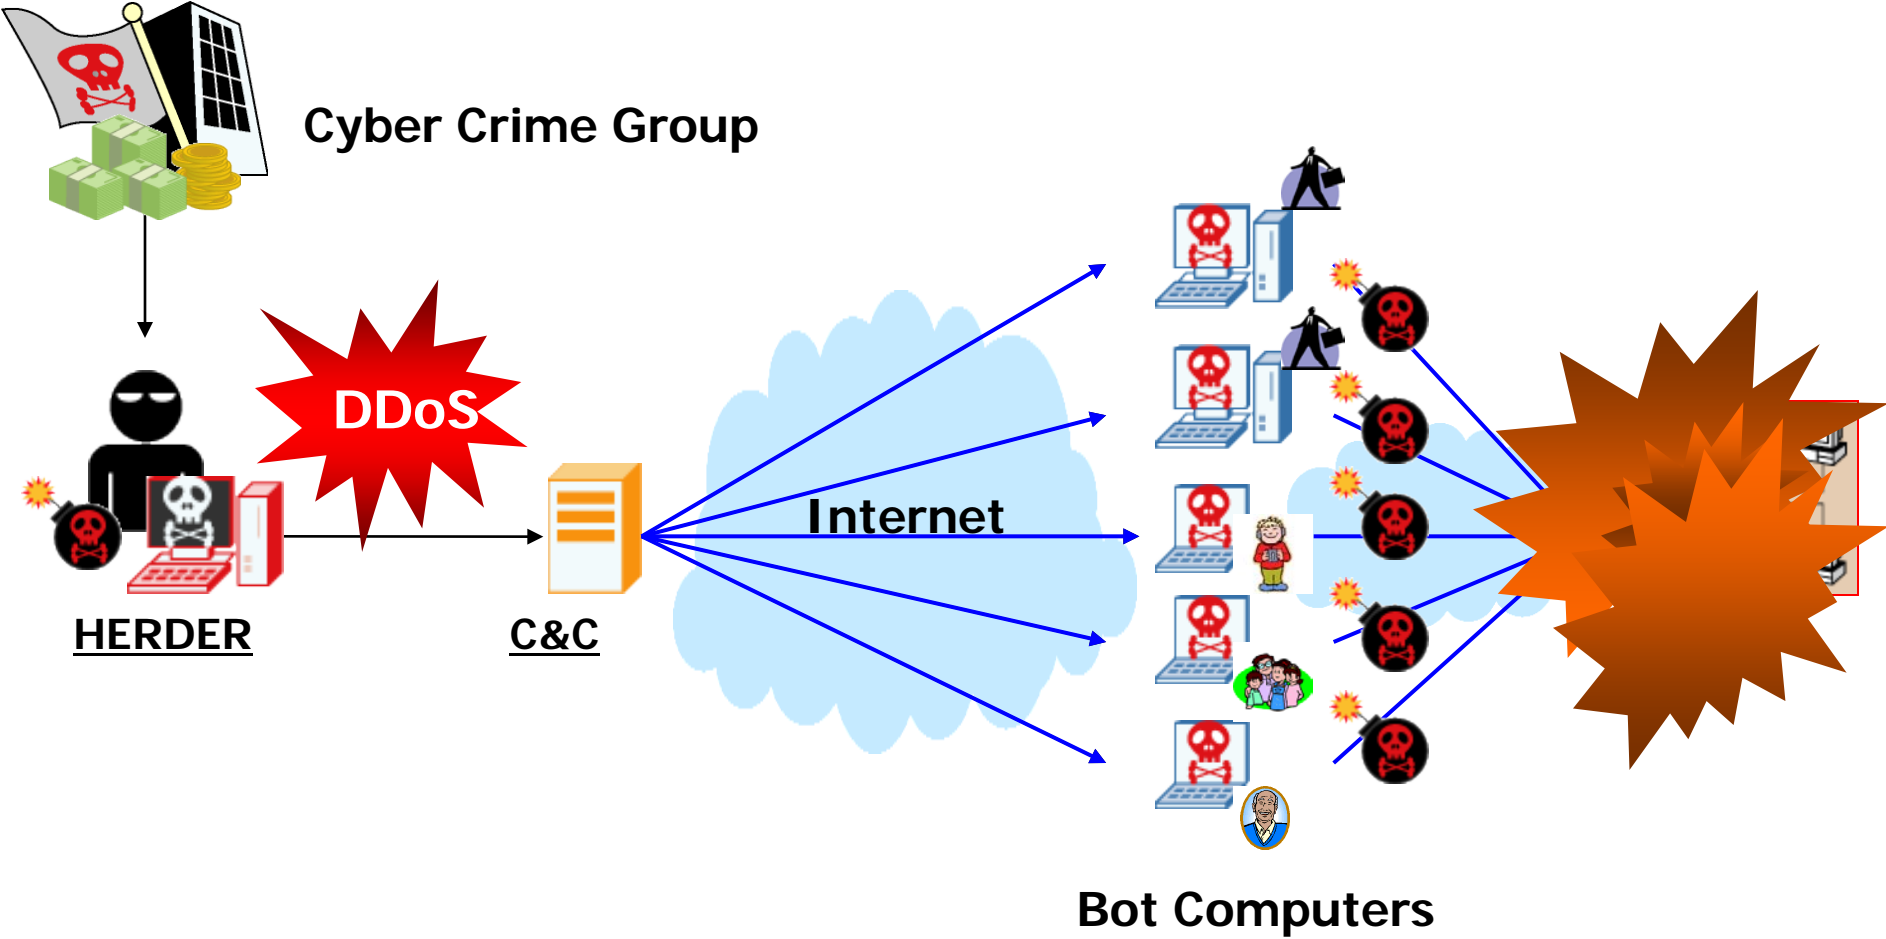 Cyber Crime Group
DDoS
Internet
HERDER
C&C
Bot Computers